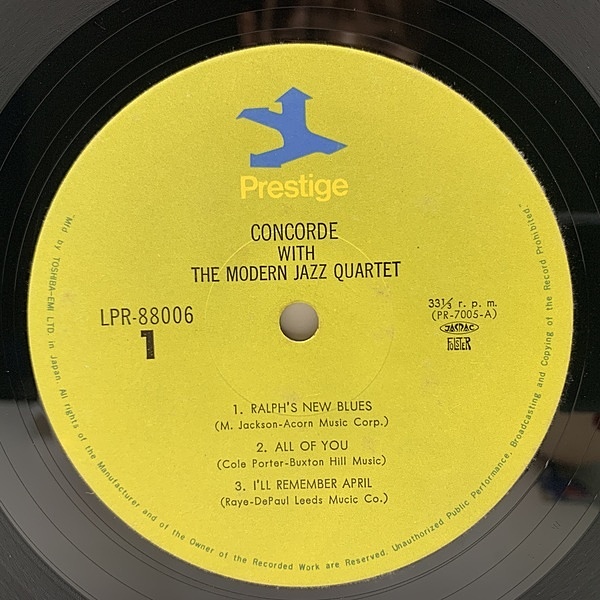 Prestige
CONCORDE
WITH
THE MODERN JAZZ QUARTET
LPR-88006
1
33⅓ r. p. m.
(PR-7005-A)
JASRAC
POLSTER
1. RALPH'S NEW BLUES
(M. Jackson-Acorn Music Corp.)
2. ALL OF YOU
(Cole Porter-Buxton Hill Music)
3. I'LL REMEMBER APRIL
(Raye-DePaul Leeds Mucic Co.)
"Mfd by TOSHIBA-EMI LTD. in Japan. All rights of the Manufacturer and of the Owner of the Recorded Work are Reserved. Unauthorized Public Performance. Broadcasting and Copying of the Record Prohibited"